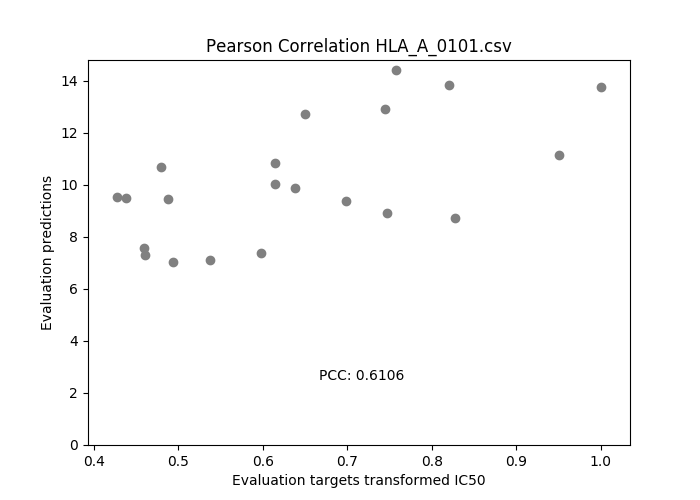 Pearson Correlation HLA_A_0101.csv
14
12
10
8
6
4
2
0
Evaluation predictions
PCC: 0.6106
0.4 0.5 0.6 0.7 0.8 0.9 1.0
Evaluation targets transformed IC50